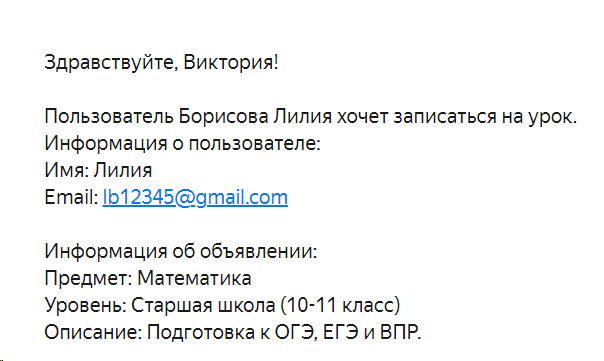 Здравствуйте, Виктория!
Пользователь Борисова Лилия хочет записаться на урок.
Информация о пользователе:
Имя: Лилия
Email: lb12345@gmail.com
Информация об объявлении:
Предмет: Математика
Уровень: Старшая школа (10-11 класс)
Описание: Подготовка к ОГЭ, ЕГЭ и ВПР.